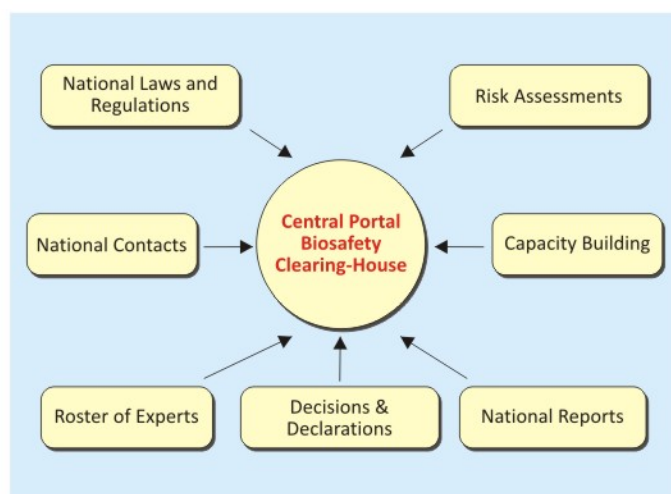 National Laws and
Regulations
Risk Assessments
Central Portal
Biosafety
Clearing-House
National Contacts
Capacity Building
Roster of Experts
Decisions &
Declarations
National Reports